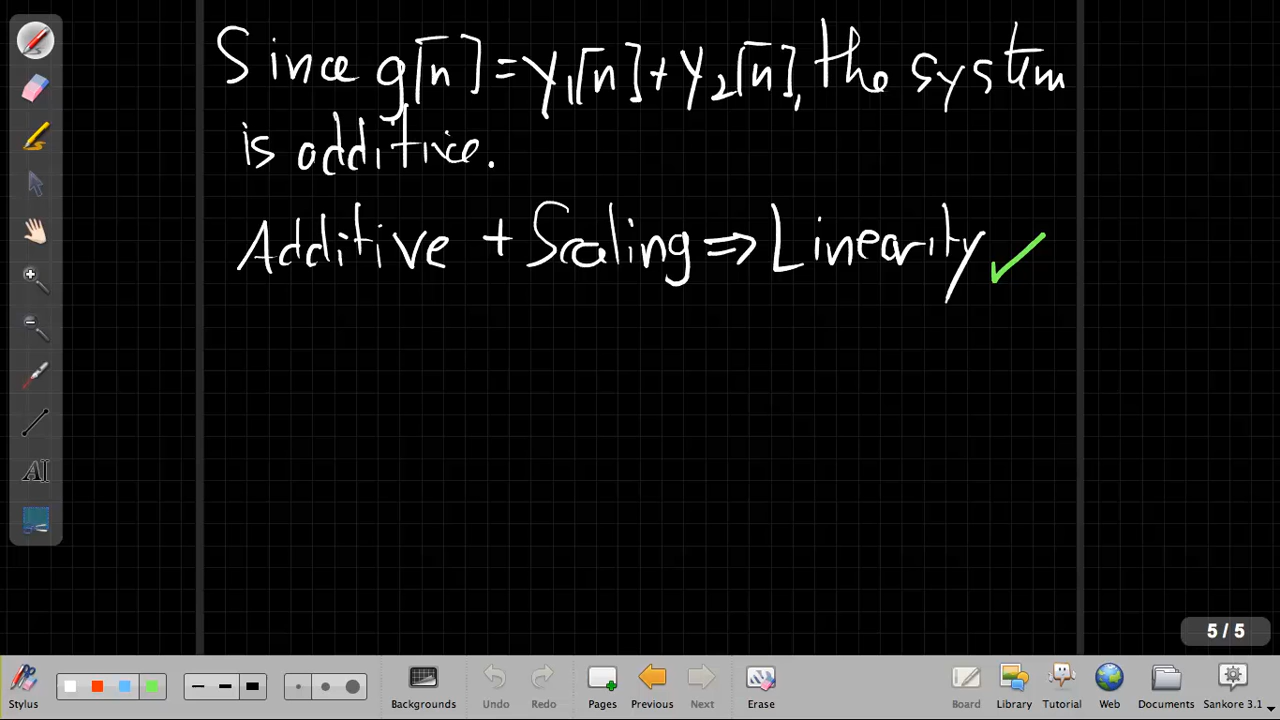 Since g[n] = y1[n] + y2[n], the system
is additive.
Additive + Scaling ⇒ Linearity ✓
AI
5 / 5
Stylus
Backgrounds
Undo
Redo
Pages
Previous
Next
Erase
Board
Library
Tutorial
Web
Documents
Sankore 3.1